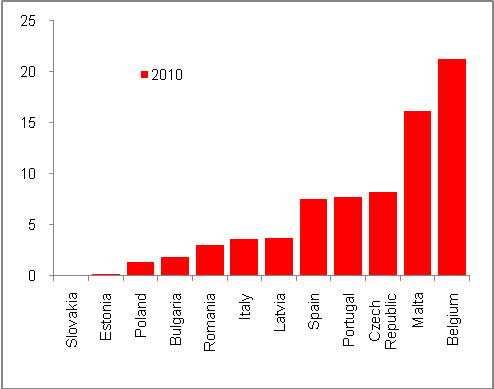 25
20
15
10
5
0
2010
Slovakia
Estonia
Poland
Bulgaria
Romania
Italy
Latvia
Spain
Portugal
Czech
Republic
Malta
Belgium